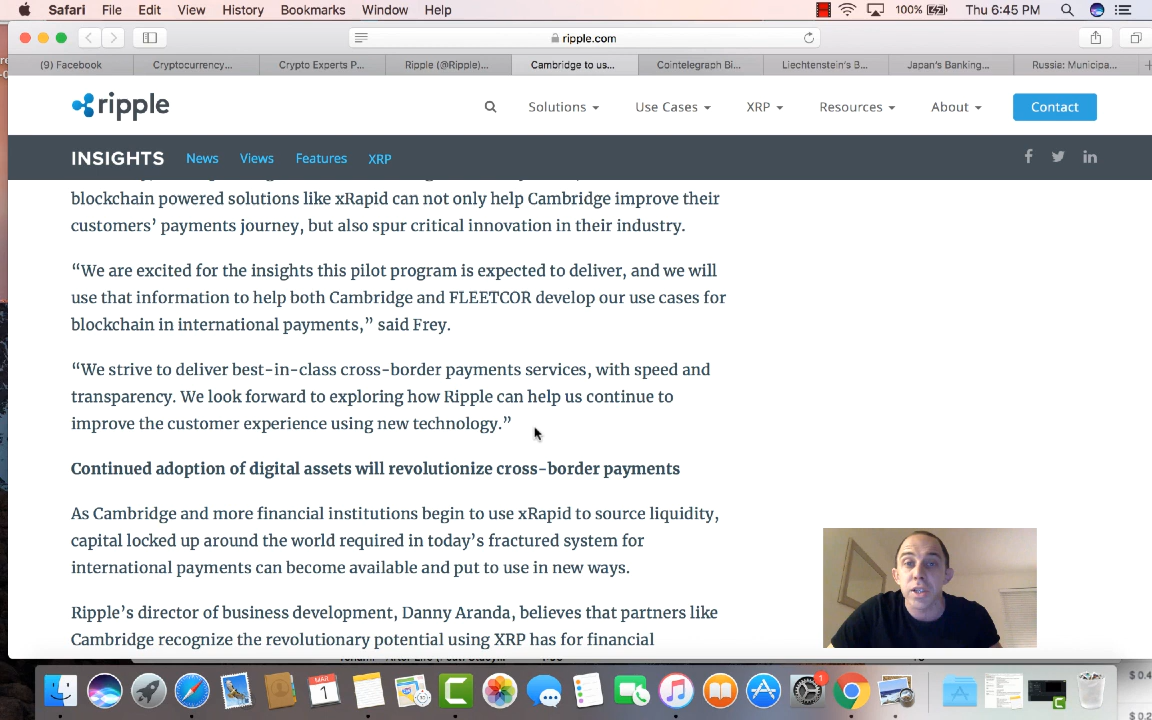 Safari File Edit View History Bookmarks Window Help 100% Thu 6:45 PM
ripple.com
(9) Facebook Cryptocurrency... Crypto Experts P... Ripple (@Ripple)... Cambridge to us... Cointelegraph Bi... Liechtenstein's B... Japan's Banking... Russia: Municipa...
ripple Solutions Use Cases XRP Resources About Contact
INSIGHTS News Views Features XRP
blockchain powered solutions like xRapid can not only help Cambridge improve their
customers’ payments journey, but also spur critical innovation in their industry.
“We are excited for the insights this pilot program is expected to deliver, and we will
use that information to help both Cambridge and FLEETCOR develop our use cases for
blockchain in international payments,” said Frey.
“We strive to deliver best-in-class cross-border payments services, with speed and
transparency. We look forward to exploring how Ripple can help us continue to
improve the customer experience using new technology.”
Continued adoption of digital assets will revolutionize cross-border payments
As Cambridge and more financial institutions begin to use xRapid to source liquidity,
capital locked up around the world required in today’s fractured system for
international payments can become available and put to use in new ways.
Ripple’s director of business development, Danny Aranda, believes that partners like
Cambridge recognize the revolutionary potential using XRP has for financial
MAR
1
1
$0.4
$0.2